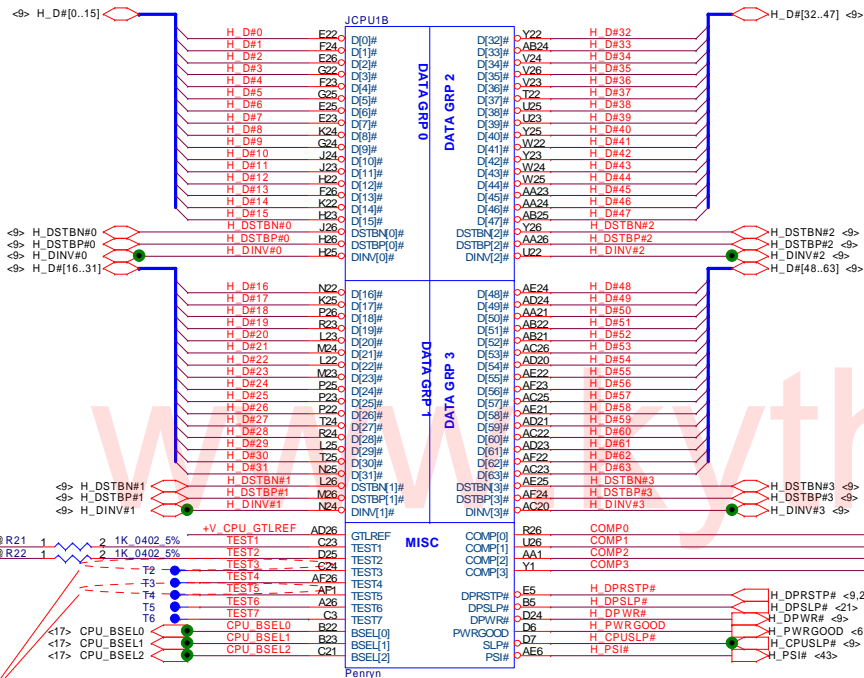 JCPU1B
<9> H_D#[0..15] H_D#[32..47] <9>
H_D#0 E22 D[0]# D[32]# Y22 H_D#32
H_D#1 F24 D[1]# D[33]# AB24 H_D#33
H_D#2 E26 D[2]# D[34]# V24 H_D#34
H_D#3 G22 D[3]# D[35]# V26 H_D#35
H_D#4 F23 D[4]# D[36]# V23 H_D#36
H_D#5 G25 D[5]# D[37]# T22 H_D#37
H_D#6 E25 D[6]# D[38]# U25 H_D#38
H_D#7 E23 D[7]# D[39]# U23 H_D#39
H_D#8 K24 D[8]# D[40]# Y25 H_D#40
H_D#9 G24 D[9]# D[41]# W22 H_D#41
H_D#10 J24 D[10]# D[42]# Y23 H_D#42
H_D#11 J23 D[11]# D[43]# W24 H_D#43
H_D#12 H22 D[12]# D[44]# W25 H_D#44
H_D#13 F26 D[13]# D[45]# AA23 H_D#45
H_D#14 K22 D[14]# D[46]# AA24 H_D#46
H_D#15 H23 D[15]# D[47]# AB25 H_D#47
<9> H_DSTBN#0 H_DSTBN#0 J26 DSTBN[0]# DSTBN[2]# Y26 H_DSTBN#2 H_DSTBN#2 <9>
<9> H_DSTBP#0 H_DSTBP#0 H26 DSTBP[0]# DSTBP[2]# AA26 H_DSTBP#2 H_DSTBP#2 <9>
<9> H_DINV#0 H_DINV#0 H25 DINV[0]# DINV[2]# U22 H_DINV#2 H_DINV#2 <9>
DATA GRP 0
DATA GRP 2
<9> H_D#[16..31] H_D#[48..63] <9>
H_D#16 N22 D[16]# D[48]# AE24 H_D#48
H_D#17 K25 D[17]# D[49]# AD24 H_D#49
H_D#18 P26 D[18]# D[50]# AA21 H_D#50
H_D#19 R23 D[19]# D[51]# AB22 H_D#51
H_D#20 L23 D[20]# D[52]# AB21 H_D#52
H_D#21 M24 D[21]# D[53]# AC26 H_D#53
H_D#22 L22 D[22]# D[54]# AD20 H_D#54
H_D#23 M23 D[23]# D[55]# AE22 H_D#55
H_D#24 P25 D[24]# D[56]# AF23 H_D#56
H_D#25 P23 D[25]# D[57]# AC25 H_D#57
H_D#26 P22 D[26]# D[58]# AE21 H_D#58
H_D#27 T24 D[27]# D[59]# AD21 H_D#59
H_D#28 R24 D[28]# D[60]# AC22 H_D#60
H_D#29 L25 D[29]# D[61]# AD23 H_D#61
H_D#30 T25 D[30]# D[62]# AF22 H_D#62
H_D#31 N25 D[31]# D[63]# AC23 H_D#63
<9> H_DSTBN#1 H_DSTBN#1 L26 DSTBN[1]# DSTBN[3]# AE25 H_DSTBN#3 H_DSTBN#3 <9>
<9> H_DSTBP#1 H_DSTBP#1 M26 DSTBP[1]# DSTBP[3]# AF24 H_DSTBP#3 H_DSTBP#3 <9>
<9> H_DINV#1 H_DINV#1 N24 DINV[1]# DINV[3]# AC20 H_DINV#3 H_DINV#3 <9>
DATA GRP 1
DATA GRP 3
www.kyth
MISC
+V_CPU_GTLREF AD26 GTLREF COMP[0] R26 COMP0
@ R21 1 2 1K_0402_5% TEST1 C23 TEST1 COMP[1] U26 COMP1
@ R22 1 2 1K_0402_5% TEST2 D25 TEST2 COMP[2] AA1 COMP2
T2 TEST3 C24 TEST3 COMP[3] Y1 COMP3
T3 TEST4 AF26 TEST4
T4 TEST5 AF1 TEST5 DPRSTP# E5 H_DPRSTP# H_DPRSTP# <9,2
T5 TEST6 A26 TEST6 DPSLP# B5 H_DPSLP# H_DPSLP# <21>
T6 TEST7 C3 TEST7 DPWR# D24 H_DPWR# H_DPWR# <9>
<17> CPU_BSEL0 CPU_BSEL0 B22 BSEL[0] PWRGOOD D6 H_PWRGOOD H_PWRGOOD <6
<17> CPU_BSEL1 CPU_BSEL1 B23 BSEL[1] SLP# D7 H_CPUSLP# H_CPUSLP# <9>
<17> CPU_BSEL2 CPU_BSEL2 C21 BSEL[2] PSI# AE6 H_PSI# H_PSI# <43>
Penryn